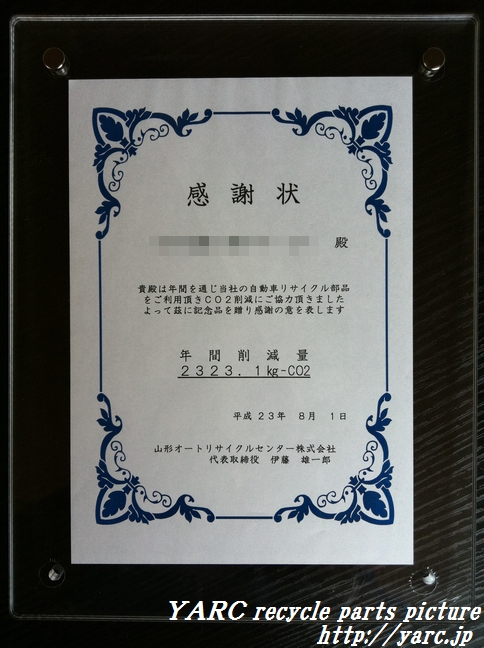 感謝状
殿
貴殿は年間を通じ当社の自動車リサイクル部品
をご利用頂きCO2削減にご協力頂きました
よって茲に記念品を贈り感謝の意を表します
年間削減量
2323.1kg-CO2
平成23年 8月 1日
山形オートリサイクルセンター株式会社
代表取締役 伊藤 雄一郎
YARC recycle parts picture
http://yarc.jp